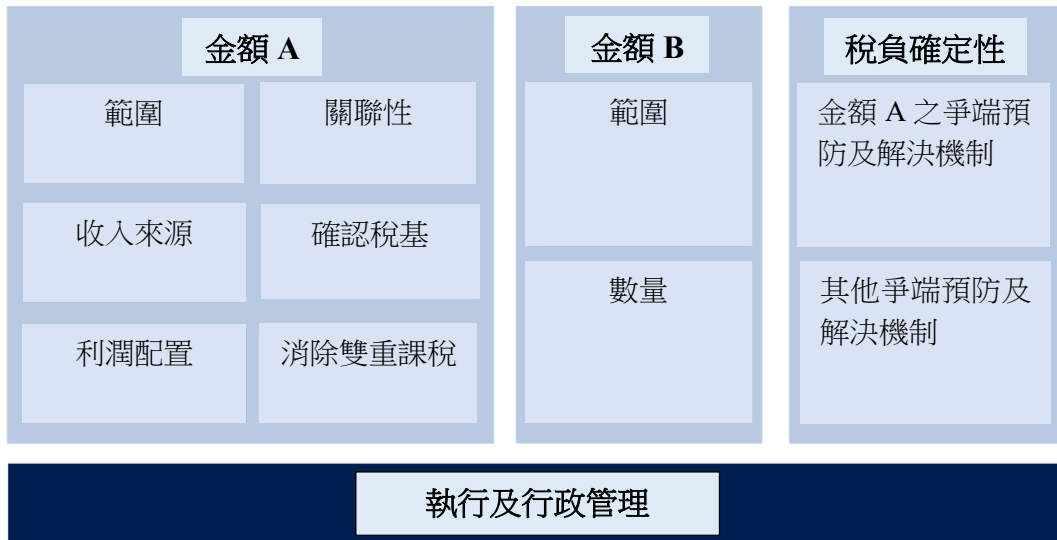 金額 A
範圍
關聯性
收入來源
確認稅基
利潤配置
消除雙重課稅
金額 B
範圍
數量
稅負確定性
金額 A 之爭端預
防及解決機制
其他爭端預防及
解決機制
執行及行政管理